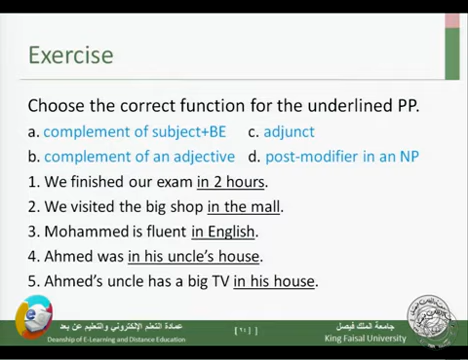 Exercise
Choose the correct function for the underlined PP.
a. complement of subject+BE c. adjunct
b. complement of an adjective d. post-modifier in an NP
1. We finished our exam in 2 hours.
2. We visited the big shop in the mall.
3. Mohammed is fluent in English.
4. Ahmed was in his uncle's house.
5. Ahmed's uncle has a big TV in his house.
عمادة التعلم الإلكتروني والتعليم عن بعد
Deanship of E-Learning and Distance Education
جامعة الملك فيصل
King Faisal University